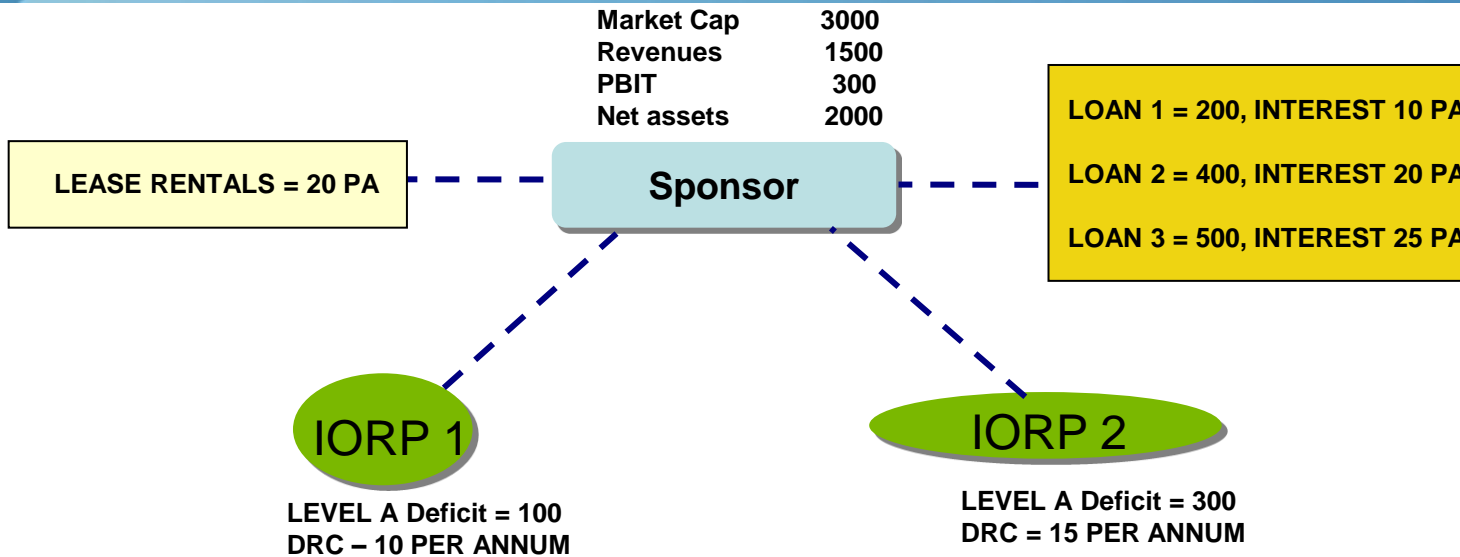 Market Cap 3000
Revenues 1500
PBIT 300
Net assets 2000
LEASE RENTALS = 20 PA
Sponsor
LOAN 1 = 200, INTEREST 10 PA
LOAN 2 = 400, INTEREST 20 PA
LOAN 3 = 500, INTEREST 25 PA
IORP 1
LEVEL A Deficit = 100
DRC – 10 PER ANNUM
IORP 2
LEVEL A Deficit = 300
DRC = 15 PER ANNUM